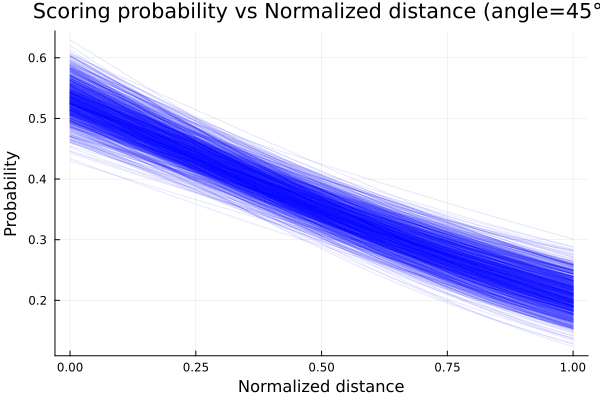 Scoring probability vs Normalized distance (angle=45°
0.6
0.5
0.4
0.3
0.2
Probability
0.00 0.25 0.50 0.75 1.00
Normalized distance